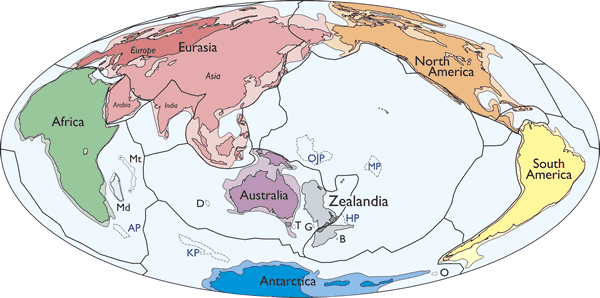 Europe
Eurasia
Asia
North
America
Arabia
India
Africa
Mt
OJP
MP
South
America
Md
D
Australia
Zealandia
HP
AP
T
G
B
KP
O
Antarctica